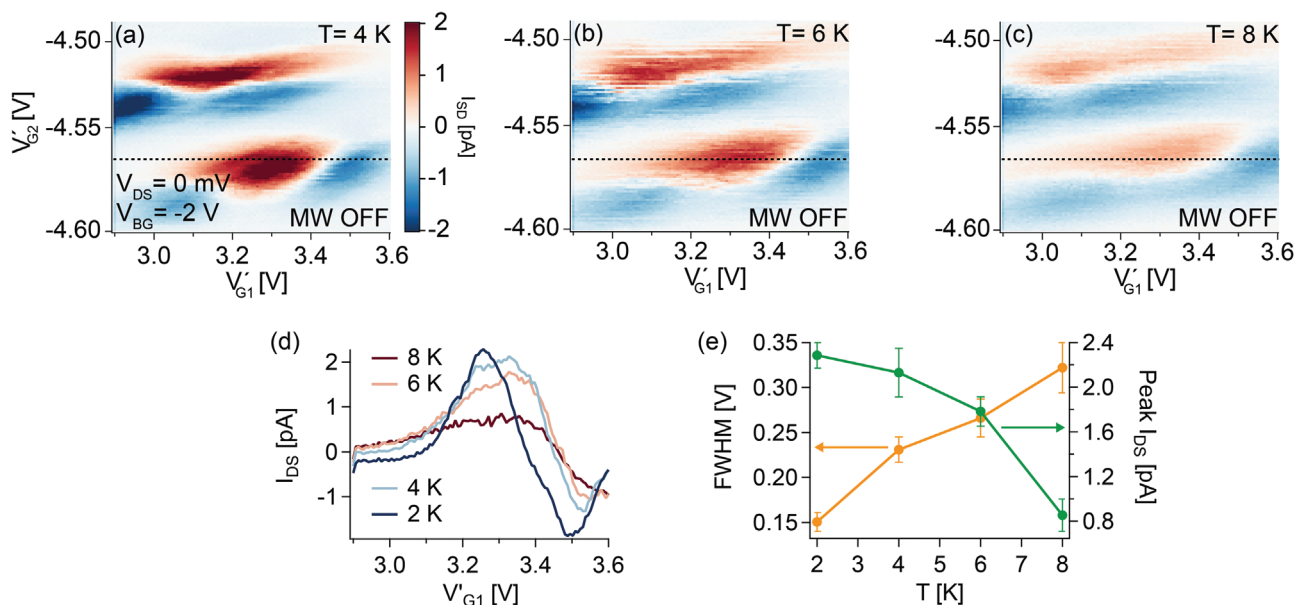 (a)
T= 4 K
-4.50
-4.55
-4.60
V′G2 [V]
VDS= 0 mV
VBG= -2 V
MW OFF
3.0 3.2 3.4 3.6
V′G1 [V]
2
1
0
-1
-2
ISD [pA]
(b)
T= 6 K
-4.50
-4.55
-4.60
MW OFF
3.0 3.2 3.4 3.6
V′G1 [V]
(c)
T= 8 K
-4.50
-4.55
-4.60
MW OFF
3.0 3.2 3.4 3.6
V′G1 [V]
(d)
8 K
6 K
4 K
2 K
2
1
0
-1
IDS [pA]
3.0 3.2 3.4 3.6
V'G1 [V]
(e)
0.35
0.30
0.25
0.20
0.15
FWHM [V]
2.4
2.0
1.6
1.2
0.8
Peak IDS [pA]
2 3 4 5 6 7 8
T [K]